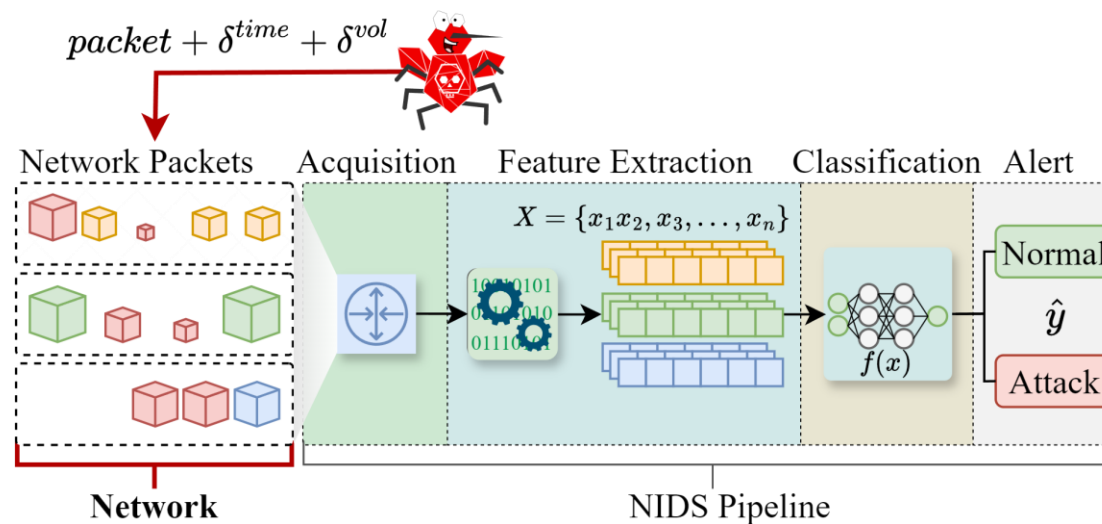 packet + δ^time + δ^vol
Network Packets
Acquisition
Feature Extraction
Classification
Alert
X = {x₁x₂, x₃, . . . , xₙ}
Normal
ŷ
Attack
f(x)
Network
NIDS Pipeline